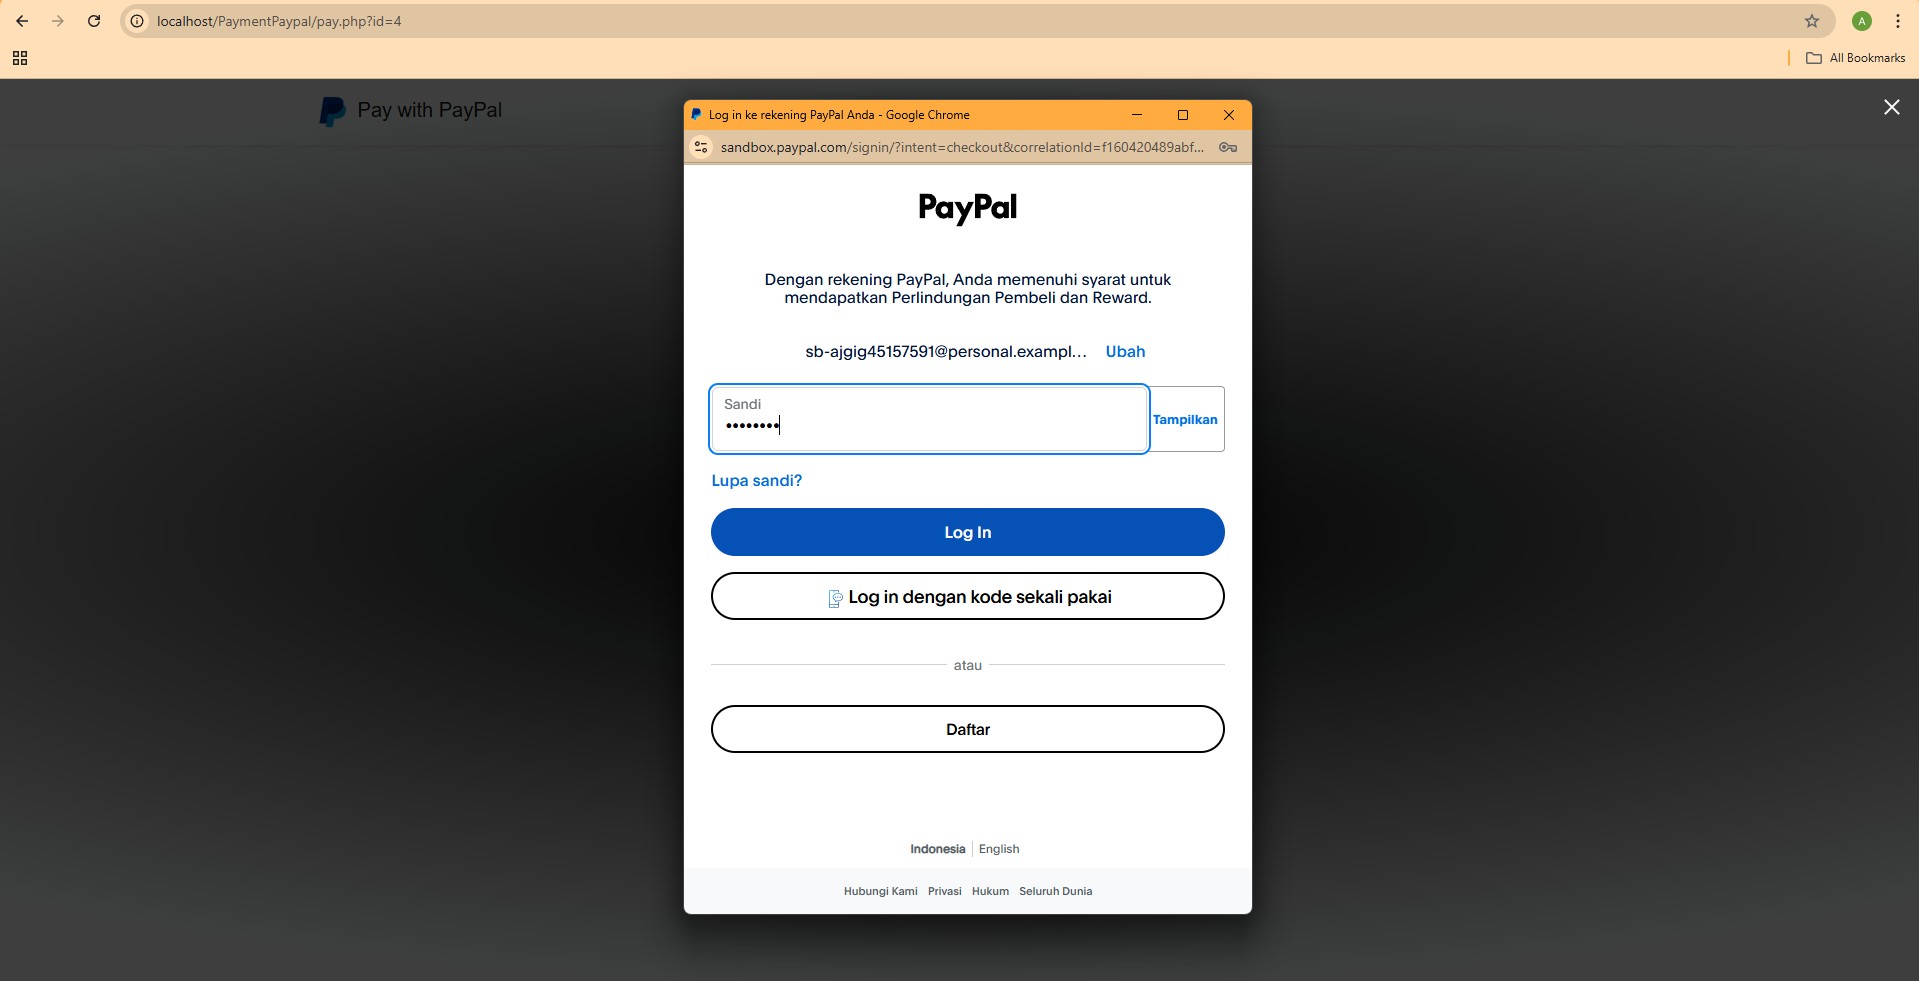 localhost/PaymentPaypal/pay.php?id=4
A
All Bookmarks
Pay with PayPal
Log in ke rekening PayPal Anda - Google Chrome
sandbox.paypal.com/signin/?intent=checkout&correlationId=f160420489abf...
PayPal
Dengan rekening PayPal, Anda memenuhi syarat untuk
mendapatkan Perlindungan Pembeli dan Reward.
sb-ajgig45157591@personal.exampl... Ubah
Sandi
••••••••
Tampilkan
Lupa sandi?
Log In
Log in dengan kode sekali pakai
atau
Daftar
Indonesia English
Hubungi Kami Privasi Hukum Seluruh Dunia